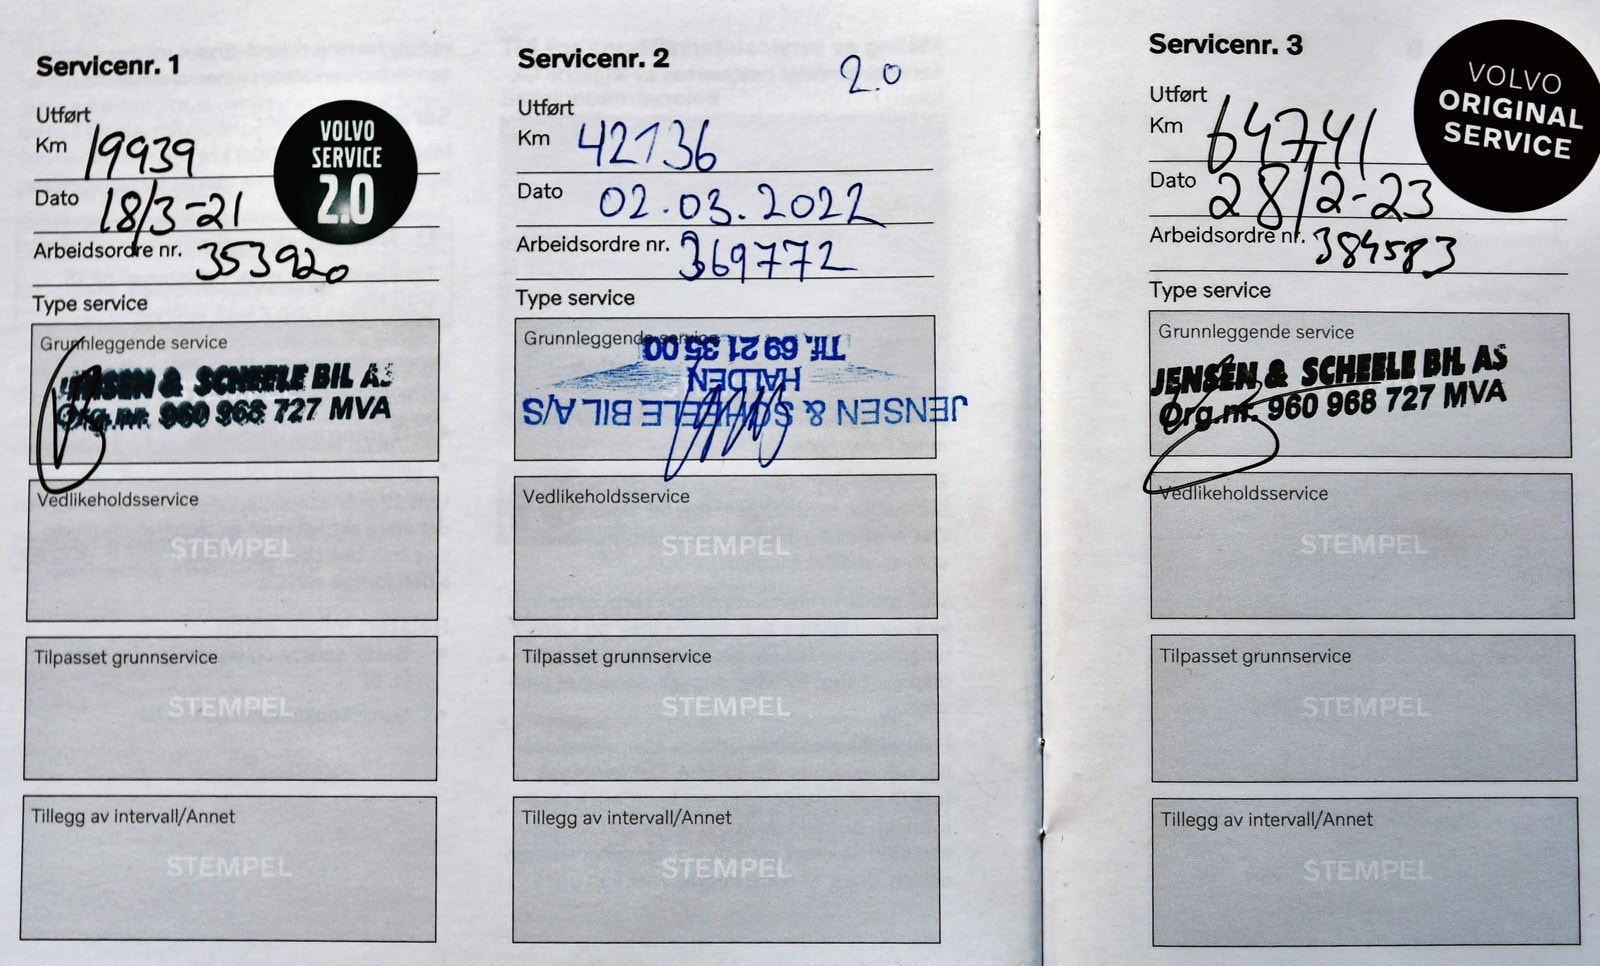 Servicenr. 1
Utført
Km 19939
Dato 18/3-21
Arbeidsordre nr. 353920
VOLVO
SERVICE
2.0
Type service
Grunnleggende service
JENSEN & SCHEELE BIL AS
Org.nr. 960 968 727 MVA
Vedlikeholdsservice
STEMPEL
Tilpasset grunnservice
STEMPEL
Tillegg av intervall/Annet
STEMPEL
Servicenr. 2
2.0
Utført
Km 42136
Dato 02.03.2022
Arbeidsordre nr. 369772
Type service
Grunnleggende service
JENSEN & SCHEELE BIL A/S
HALDEN
Tlf. 69 21 35 00
Vedlikeholdsservice
STEMPEL
Tilpasset grunnservice
STEMPEL
Tillegg av intervall/Annet
STEMPEL
Servicenr. 3
VOLVO
ORIGINAL
SERVICE
Utført
Km 64741
Dato 28/2-23
Arbeidsordre nr. 384583
Type service
Grunnleggende service
JENSEN & SCHEELE BIL AS
Org.nr. 960 968 727 MVA
Vedlikeholdsservice
STEMPEL
Tilpasset grunnservice
STEMPEL
Tillegg av intervall/Annet
STEMPEL